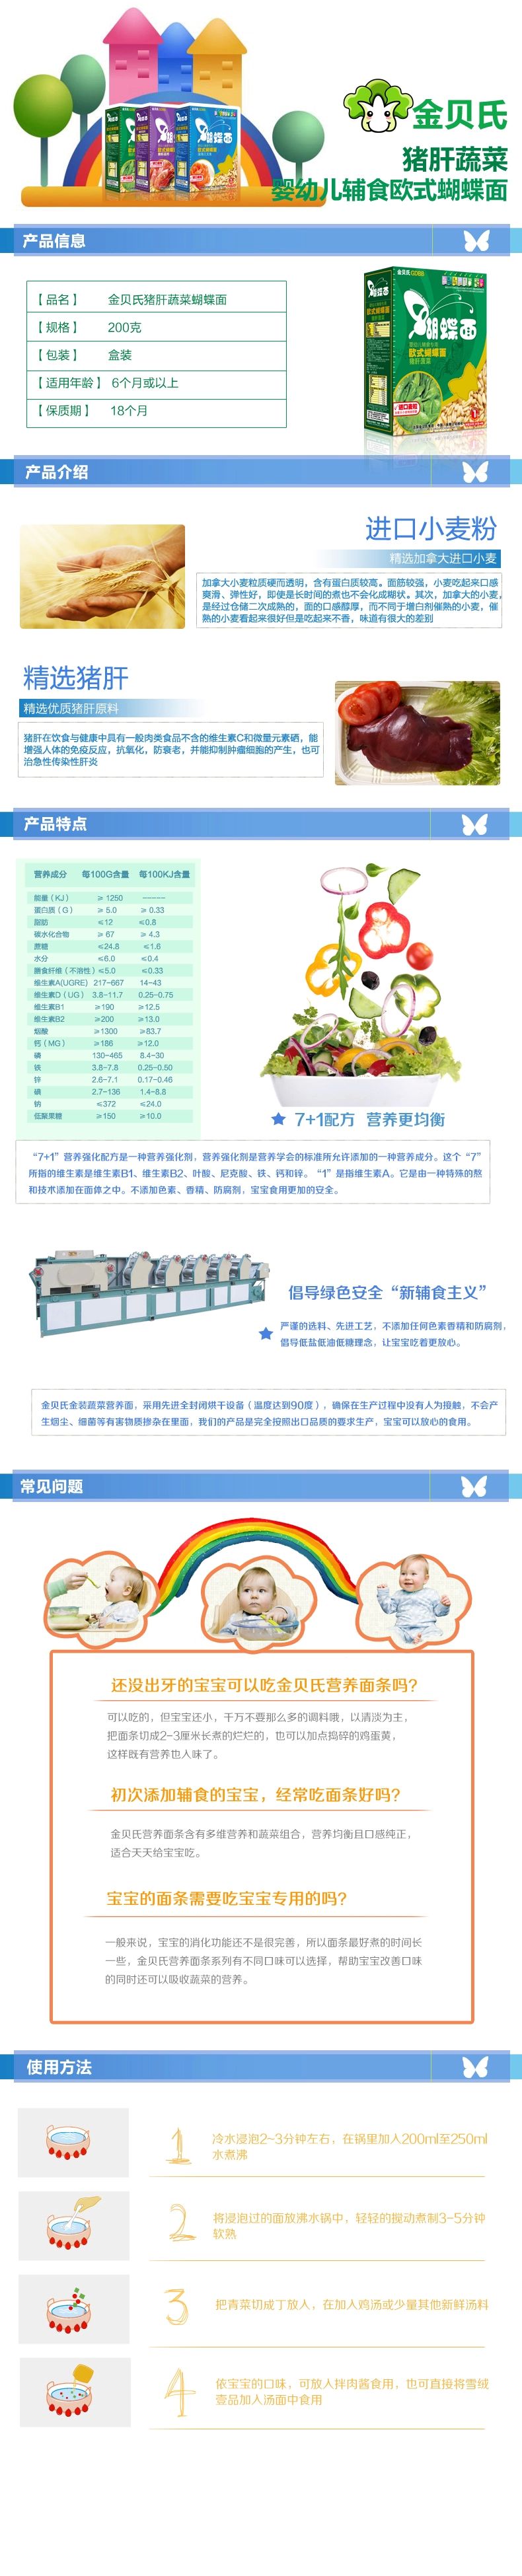 金贝氏
猪肝蔬菜
婴幼儿辅食欧式蝴蝶面
产品信息
【品名】 金贝氏猪肝蔬菜蝴蝶面
【规格】 200克
【包装】 盒装
【适用年龄】 6个月或以上
【保质期】 18个月
金贝氏
蝴蝶面
欧式蝴蝶面
猪肝蔬菜
产品介绍
进口小麦粉
精选加拿大进口小麦
加拿大小麦粒质硬而透明，含有蛋白质较高。面筋较强，小麦吃起来口感
爽滑、弹性好，即使是长时间的煮也不会化成糊状。其次，加拿大的小麦，
是经过仓储二次成熟的，面的口感醇厚，而不同于增白剂催熟的小麦，催
熟的小麦看起来很好但是吃起来不香，味道有很大的差别
精选猪肝
精选优质猪肝原料
猪肝在饮食与健康中具有一般肉类食品不含的维生素C和微量元素硒，能
增强人体的免疫反应，抗氧化，防衰老，并能抑制肿瘤细胞的产生，也可
治急性传染性肝炎
产品特点
营养成分 每100G含量 每100KJ含量
能量（KJ） ≥1250 -----
蛋白质（G） ≥5.0 ≥0.33
脂肪 ≤12 ≤0.8
碳水化合物 ≥67 ≥4.3
蔗糖 ≤24.8 ≤1.6
水分 ≤6.0 ≤0.4
膳食纤维（不溶性）≤5.0 ≤0.33
维生素A(UGRE) 217-667 14-43
维生素D（UG） 3.8-11.7 0.25-0.75
维生素B1 ≥190 ≥12.5
维生素B2 ≥200 ≥13.0
烟酸 ≥1300 ≥83.7
钙（MG） ≥186 ≥12.0
磷 130-465 8.4-30
铁 3.8-7.8 0.25-0.50
锌 2.6-7.1 0.17-0.46
碘 2.7-136 1.4-8.8
钠 ≤372 ≤24.0
低聚果糖 ≥150 ≥10.0
7+1配方 营养更均衡
“7+1”营养强化配方是一种营养强化剂，营养强化剂是营养学会的标准所允许添加的一种营养成分。这个“7”
所指的维生素是维生素B1、维生素B2、叶酸、尼克酸、铁、钙和锌。“1”是指维生素A。它是由一种特殊的熬
和技术添加在面体之中。不添加色素、香精、防腐剂，宝宝食用更加的安全。
倡导绿色安全“新辅食主义”
严谨的选料、先进工艺，不添加任何色素香精和防腐剂，
倡导低盐低油低糖理念，让宝宝吃着更放心。
金贝氏金装蔬菜营养面，采用先进全封闭烘干设备（温度达到90度），确保在生产过程中没有人为接触，不会产
生烟尘、细菌等有害物质掺杂在里面，我们的产品是完全按照出口品质的要求生产，宝宝可以放心的食用。
常见问题
还没出牙的宝宝可以吃金贝氏营养面条吗？
可以吃的，但宝宝还小，千万不要那么多的调料哦，以清淡为主，
把面条切成2-3厘米长煮的烂烂的，也可以加点捣碎的鸡蛋黄，
这样既有营养也入味了。
初次添加辅食的宝宝，经常吃面条好吗？
金贝氏营养面条含有多维营养和蔬菜组合，营养均衡且口感纯正，
适合天天给宝宝吃。
宝宝的面条需要吃宝宝专用的吗？
一般来说，宝宝的消化功能还不是很完善，所以面条最好煮的时间长
一些，金贝氏营养面条系列有不同口味可以选择，帮助宝宝改善口味
的同时还可以吸收蔬菜的营养。
使用方法
1
冷水浸泡2~3分钟左右，在锅里加入200ml至250ml
水煮沸
2
将浸泡过的面放沸水锅中，轻轻的搅动煮制3-5分钟
软熟
3
把青菜切成丁放入，在加入鸡汤或少量其他新鲜汤料
4
依宝宝的口味，可放入拌肉酱食用，也可直接将雪绒
壹品加入汤面中食用